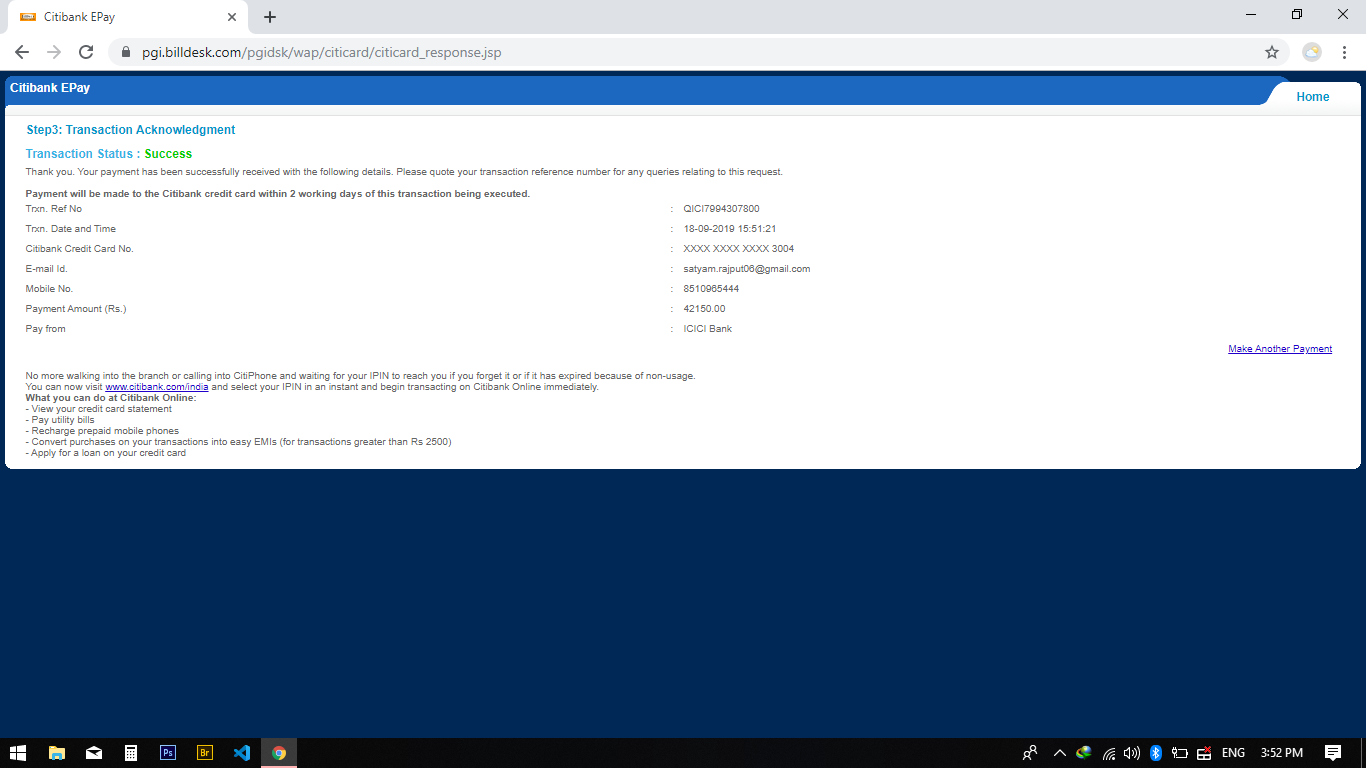 Citibank EPay
pgi.billdesk.com/pgidsk/wap/citicard/citicard_response.jsp
Citibank EPay
Home
Step3: Transaction Acknowledgment
Transaction Status : Success
Thank you. Your payment has been successfully received with the following details. Please quote your transaction reference number for any queries relating to this request.
Payment will be made to the Citibank credit card within 2 working days of this transaction being executed.
Trxn. Ref No : QICI7994307800
Trxn. Date and Time : 18-09-2019 15:51:21
Citibank Credit Card No. : XXXX XXXX XXXX 3004
E-mail Id. : satyam.rajput06@gmail.com
Mobile No. : 8510965444
Payment Amount (Rs.) : 42150.00
Pay from : ICICI Bank
Make Another Payment
No more walking into the branch or calling into CitiPhone and waiting for your IPIN to reach you if you forget it or if it has expired because of non-usage.
You can now visit www.citibank.com/india and select your IPIN in an instant and begin transacting on Citibank Online immediately.
What you can do at Citibank Online:
- View your credit card statement
- Pay utility bills
- Recharge prepaid mobile phones
- Convert purchases on your transactions into easy EMIs (for transactions greater than Rs 2500)
- Apply for a loan on your credit card
Ps
Br
ENG
3:52 PM